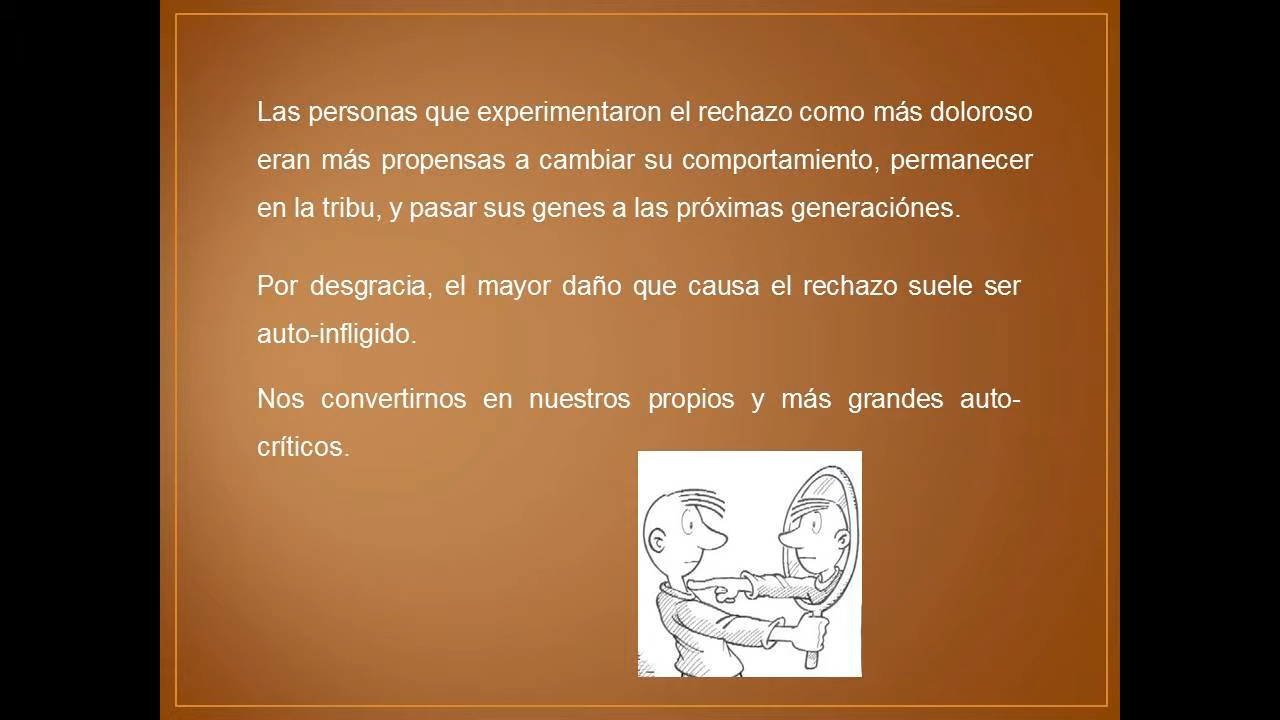 Las personas que experimentaron el rechazo como más doloroso
eran más propensas a cambiar su comportamiento, permanecer
en la tribu, y pasar sus genes a las próximas generaciónes.
Por desgracia, el mayor daño que causa el rechazo suele ser
auto-infligido.
Nos convertirnos en nuestros propios y más grandes auto-
críticos.